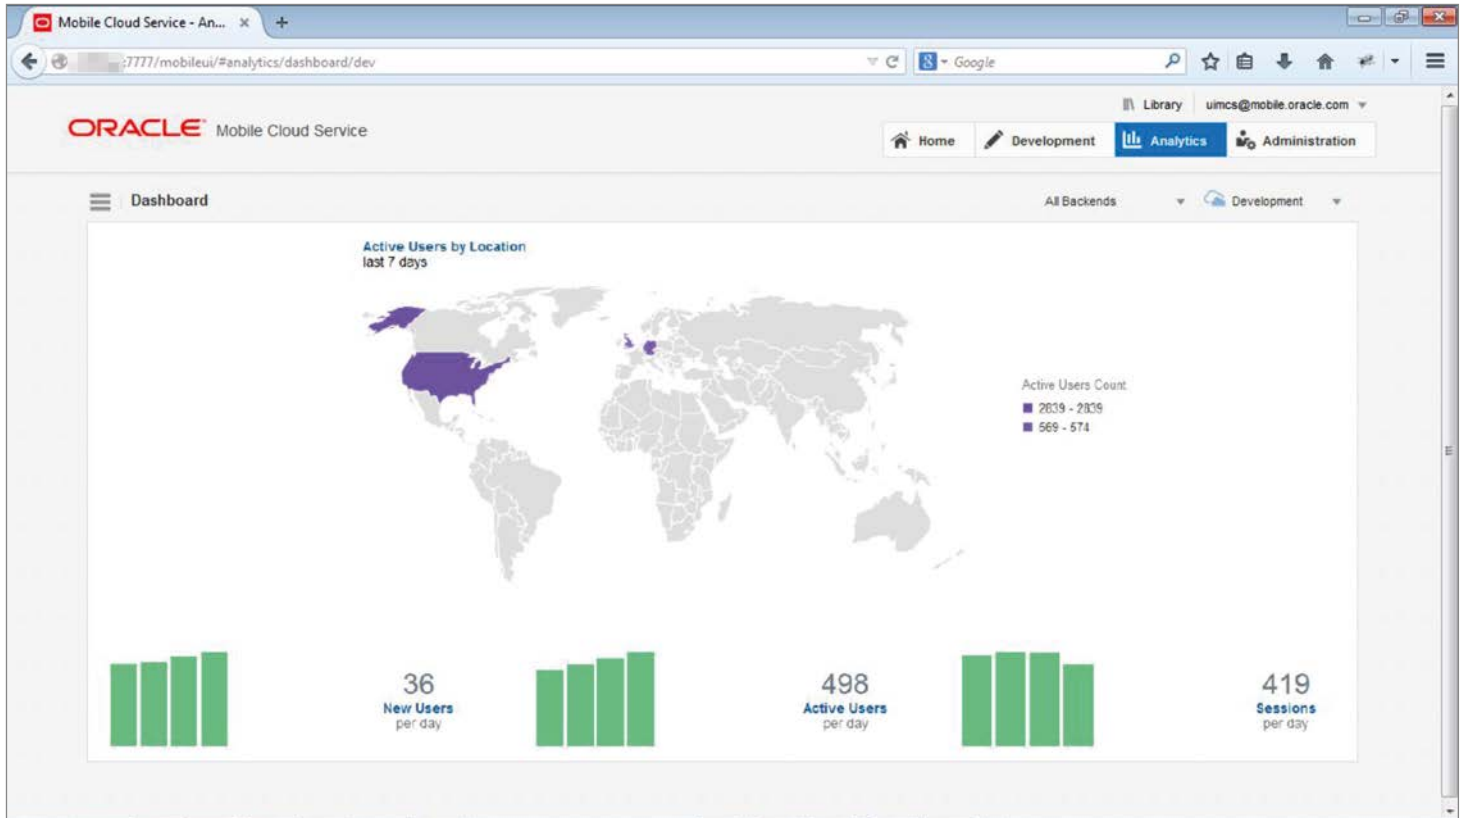 Mobile Cloud Service - An... × +
:7777/mobileui/#analytics/dashboard/dev
8 Google
Library uimcs@mobile.oracle.com
ORACLE® Mobile Cloud Service
Home Development Analytics Administration
Dashboard
All Backends Development
Active Users by Location
last 7 days
Active Users Count
2839 - 2839
569 - 574
36
New Users
per day
498
Active Users
per day
419
Sessions
per day